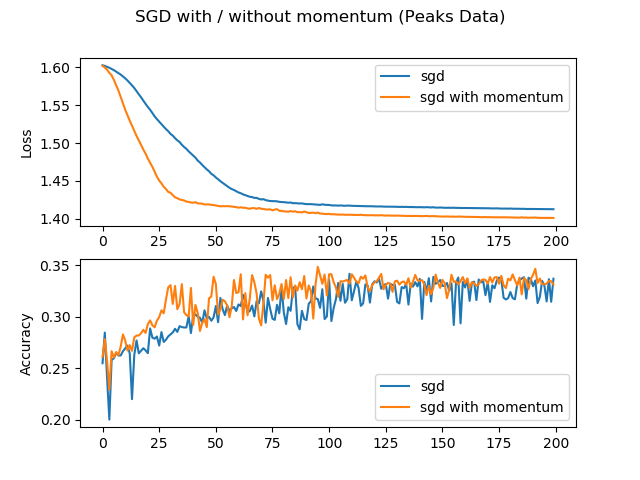 SGD with / without momentum (Peaks Data)
1.60
1.55
1.50
1.45
1.40
Loss
sgd
sgd with momentum
0 25 50 75 100 125 150 175 200
0.35
0.30
0.25
0.20
Accuracy
sgd
sgd with momentum
0 25 50 75 100 125 150 175 200